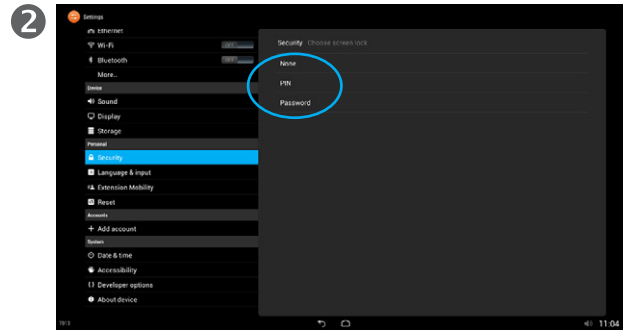 2
Settings
Ethernet
Wi-Fi OFF
Bluetooth OFF
More...
Device
Sound
Display
Storage
Personal
Security
Language & input
Extension Mobility
Reset
Accounts
+ Add account
System
Date & time
Accessibility
{} Developer options
About device
Security Choose screen lock
None
PIN
Password
11:04